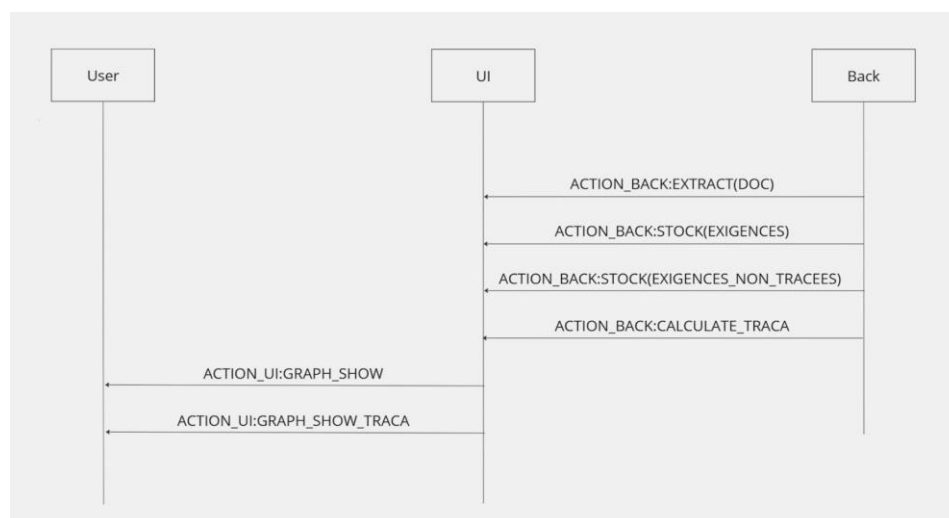 User
UI
Back
ACTION_BACK:EXTRACT(DOC)
ACTION_BACK:STOCK(EXIGENCES)
ACTION_BACK:STOCK(EXIGENCES_NON_TRACEES)
ACTION_BACK:CALCULATE_TRACA
ACTION_UI:GRAPH_SHOW
ACTION_UI:GRAPH_SHOW_TRACA